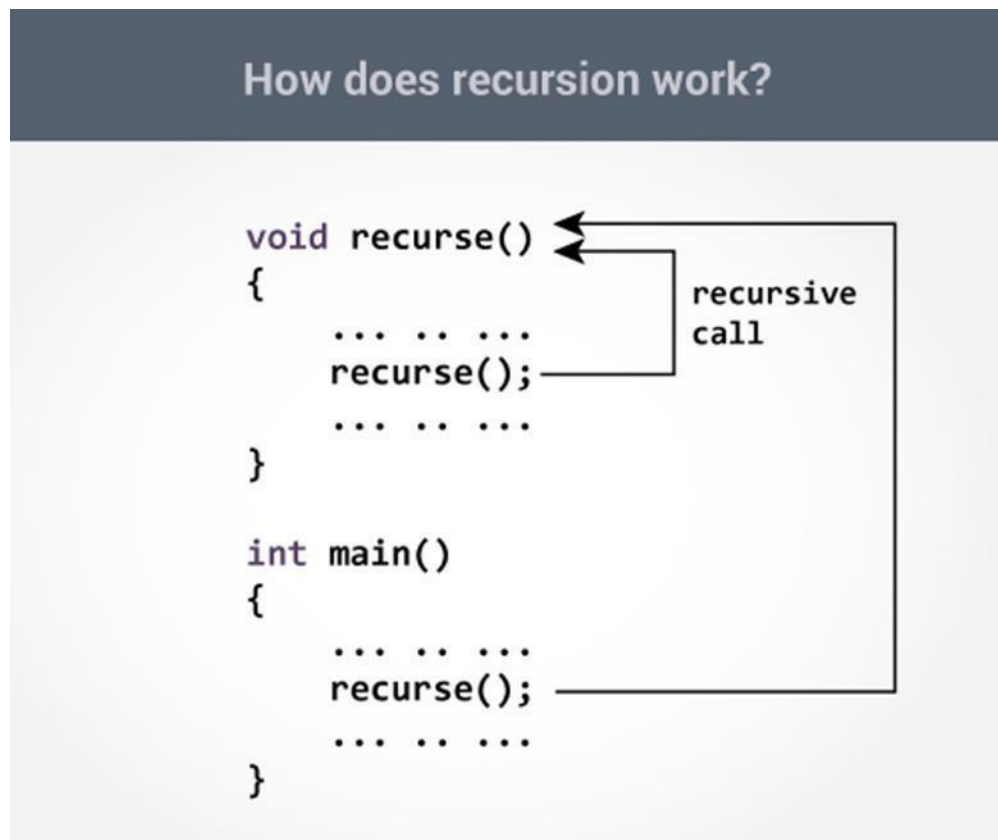 How does recursion work?
void recurse()
{
... .. ...
recurse();
... .. ...
}
recursive
call
int main()
{
... .. ...
recurse();
... .. ...
}